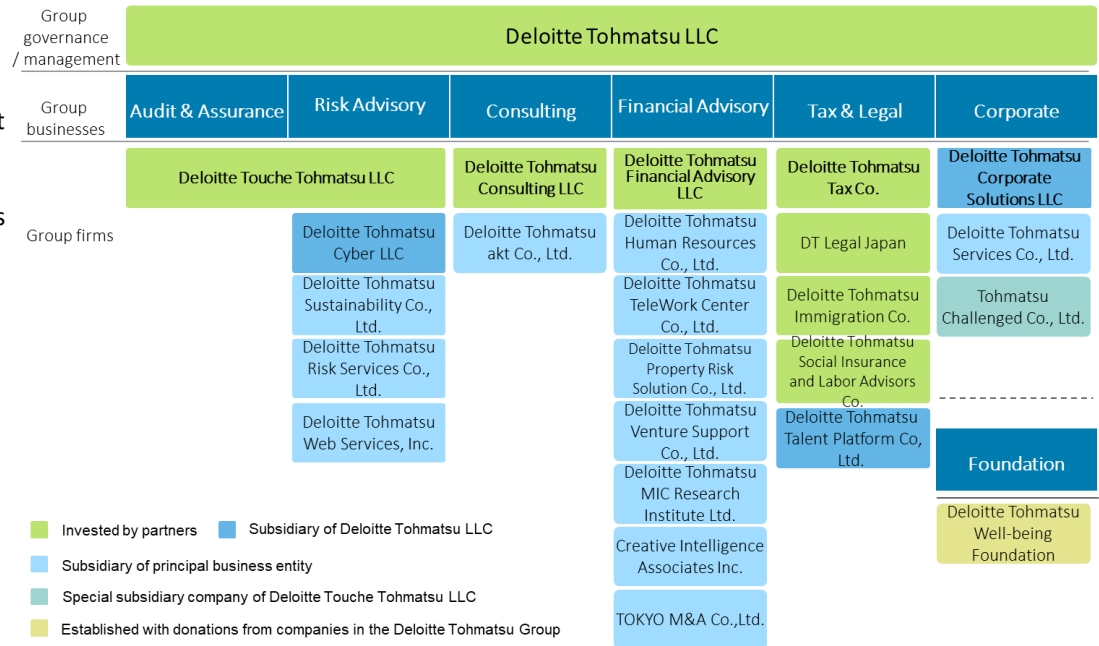 Group
governance
/ management
Deloitte Tohmatsu LLC
t
Group
businesses
Audit & Assurance
Risk Advisory
Consulting
Financial Advisory
Tax & Legal
Corporate
s
Group firms
Deloitte Touche Tohmatsu LLC
Deloitte Tohmatsu
Consulting LLC
Deloitte Tohmatsu
Financial Advisory
LLC
Deloitte Tohmatsu
Tax Co.
Deloitte Tohmatsu
Corporate
Solutions LLC
Deloitte Tohmatsu
Cyber LLC
Deloitte Tohmatsu
akt Co., Ltd.
Deloitte Tohmatsu
Human Resources
Co., Ltd.
DT Legal Japan
Deloitte Tohmatsu
Services Co., Ltd.
Deloitte Tohmatsu
Sustainability Co.,
Ltd.
Deloitte Tohmatsu
TeleWork Center
Co., Ltd.
Deloitte Tohmatsu
Immigration Co.
Tohmatsu
Challenged Co., Ltd.
Deloitte Tohmatsu
Risk Services Co.,
Ltd.
Deloitte Tohmatsu
Property Risk
Solution Co., Ltd.
Deloitte Tohmatsu
Social Insurance
and Labor Advisors
Co.
Deloitte Tohmatsu
Web Services, Inc.
Deloitte Tohmatsu
Venture Support
Co., Ltd.
Deloitte Tohmatsu
Talent Platform Co,
Ltd.
Foundation
Deloitte Tohmatsu
MIC Research
Institute Ltd.
Deloitte Tohmatsu
Well-being
Foundation
Creative Intelligence
Associates Inc.
TOKYO M&A Co.,Ltd.
Invested by partners
Subsidiary of Deloitte Tohmatsu LLC
Subsidiary of principal business entity
Special subsidiary company of Deloitte Touche Tohmatsu LLC
Established with donations from companies in the Deloitte Tohmatsu Group